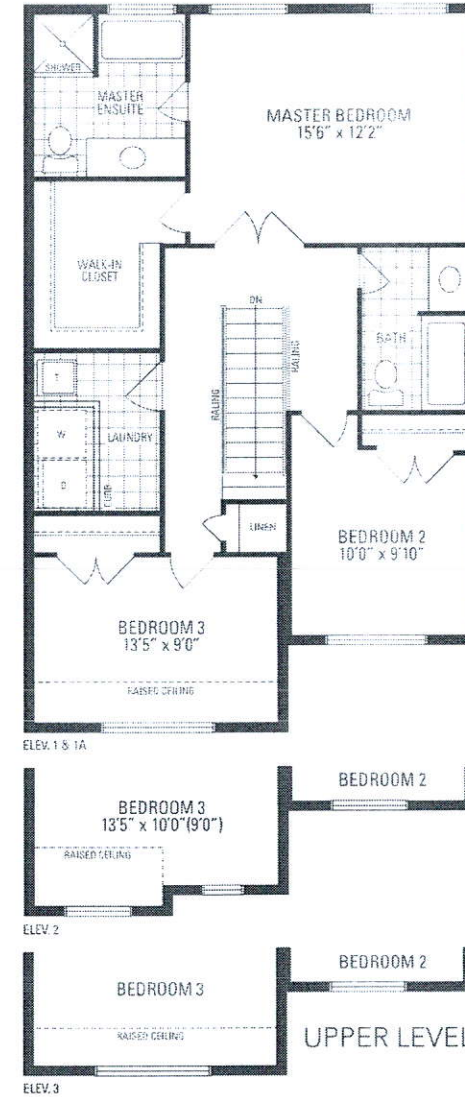 SHOWER
MASTER
ENSUITE
MASTER BEDROOM
15'6" x 12'2"
WALK-IN
CLOSET
DN
RAILING
RAILING
BATH
T
W
D
LAUNDRY
CURB
LINEN
BEDROOM 2
10'0" x 9'10"
BEDROOM 3
13'5" x 9'0"
RAISED CEILING
ELEV. 1 & 1A
BEDROOM 2
BEDROOM 3
13'5" x 10'0"(9'0")
RAISED CEILING
ELEV. 2
BEDROOM 2
BEDROOM 3
RAISED CEILING
UPPER LEVEL
ELEV. 3